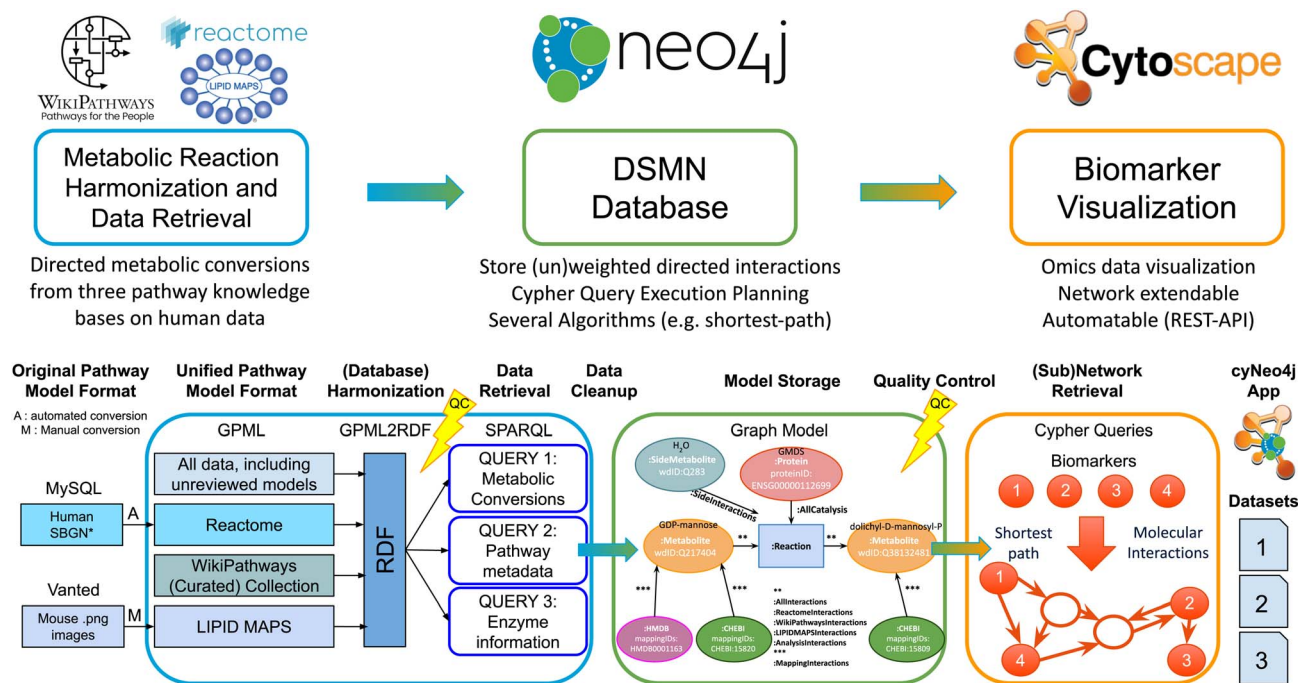 WIKIPATHWAYS
Pathways for the People
reactome
LIPID MAPS
®
neo4j
Cytoscape
Metabolic Reaction
Harmonization and
Data Retrieval
DSMN
Database
Biomarker
Visualization
Directed metabolic conversions
from three pathway knowledge
bases on human data
Store (un)weighted directed interactions
Cypher Query Execution Planning
Several Algorithms (e.g. shortest-path)
Omics data visualization
Network extendable
Automatable (REST-API)
Original Pathway
Model Format
A : automated conversion
M : Manual conversion
Unified Pathway
Model Format
(Database)
Harmonization
Data
Retrieval
Data
Cleanup
Model Storage
Quality Control
(Sub)Network
Retrieval
cyNeo4j
App
MySQL
Human
SBGN*
A
Vanted
Mouse .png
images
M
GPML
GPML2RDF
QC
SPARQL
All data, including
unreviewed models
Reactome
WikiPathways
(Curated) Collection
LIPID MAPS
RDF
QUERY 1:
Metabolic
Conversions
QUERY 2:
Pathway
metadata
QUERY 3:
Enzyme
information
Graph Model
QC
H2O
:SideMetabolite
wdID:Q283
GMDS
:Protein
proteinID:
ENSG00000112699
:SideInteractions
:AllCatalysis
GDP-mannose
:Metabolite
wdID:Q217404
**
:Reaction
**
dolichyl-D-mannosyl-P
:Metabolite
wdID:Q38132481
***
***
***
:HMDB
mappingIDs:
HMDB0001163
:CHEBI
mappingIDs:
CHEBI:15820
**
:AllInteractions
:ReactomeInteractions
:WikiPathwaysInteractions
:LIPIDMAPSInteractions
:AnalysisInteractions
***
:MappingInteractions
:CHEBI
mappingIDs:
CHEBI:15809
Cypher Queries
Biomarkers
1 2 3 4
Shortest
path
Molecular
Interactions
1
2
4
3
Datasets
1
2
3